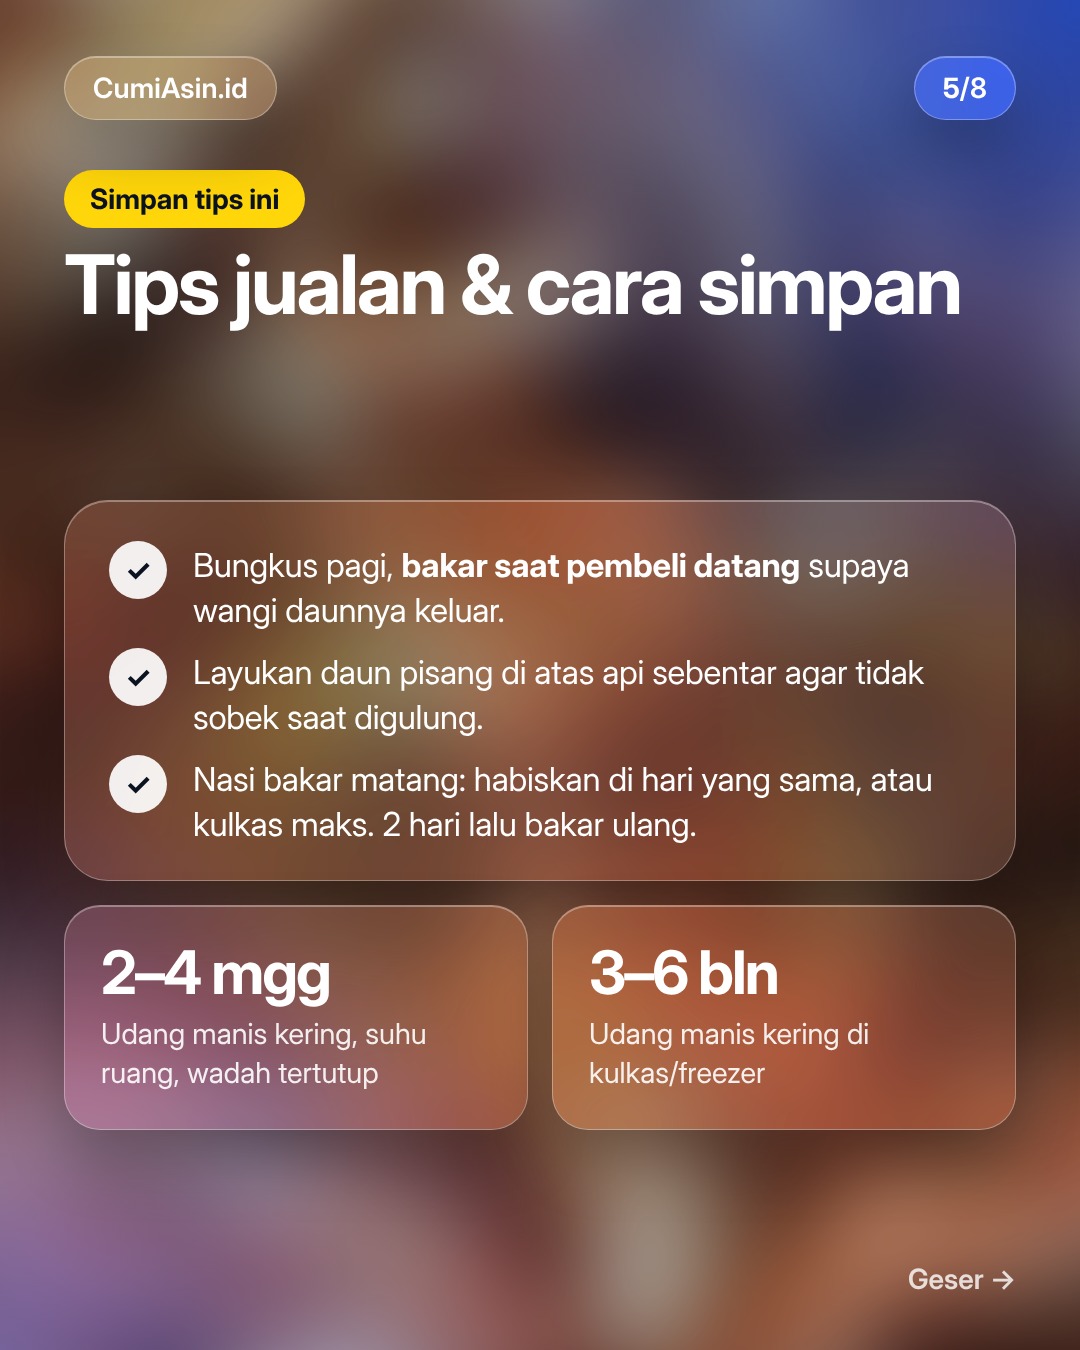 CumiAsin.id
5/8
Simpan tips ini
Tips jualan & cara simpan
Bungkus pagi, bakar saat pembeli datang supaya
wangi daunnya keluar.
Layukan daun pisang di atas api sebentar agar tidak
sobek saat digulung.
Nasi bakar matang: habiskan di hari yang sama, atau
kulkas maks. 2 hari lalu bakar ulang.
2–4 mgg
Udang manis kering, suhu
ruang, wadah tertutup
3–6 bln
Udang manis kering di
kulkas/freezer
Geser →